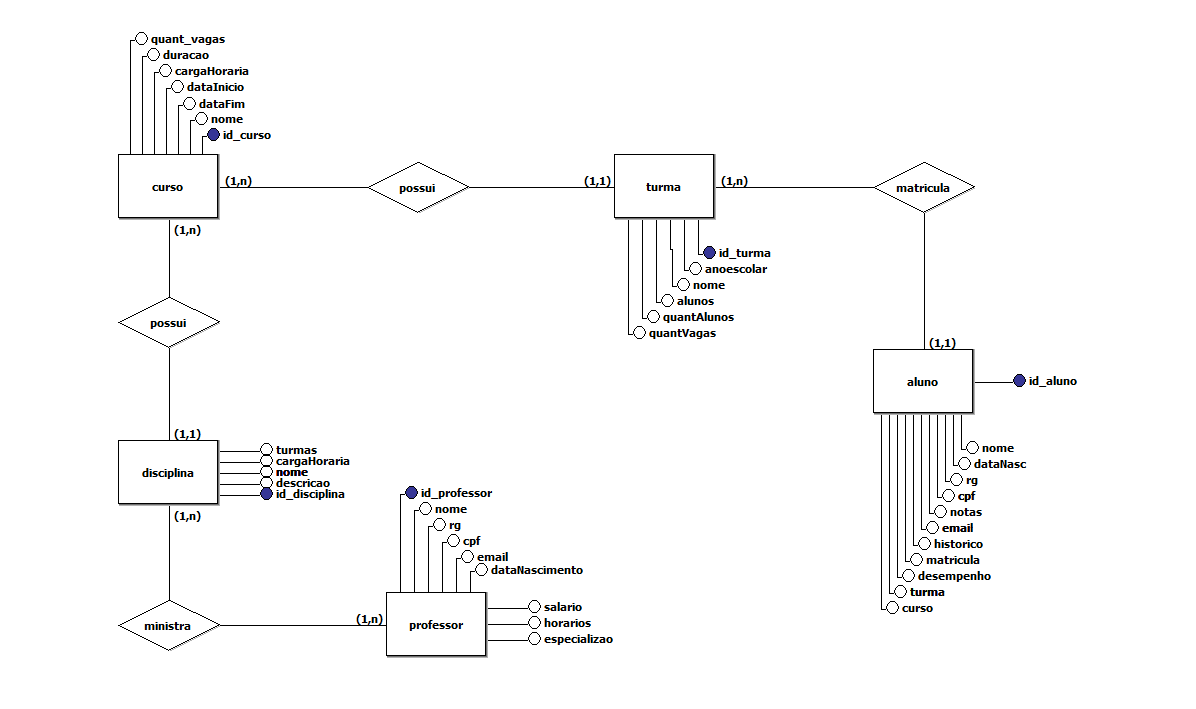 quant_vagas
duracao
cargaHoraria
dataInicio
dataFim
nome
id_curso
curso
(1,n)
possui
(1,1)
turma
(1,n)
matricula
(1,n)
id_turma
anoescolar
nome
alunos
quantAlunos
quantVagas
possui
(1,1)
aluno
id_aluno
nome
dataNasc
rg
cpf
notas
email
historico
matricula
desempenho
turma
curso
(1,1)
disciplina
turmas
cargaHoraria
nome
descricao
id_disciplina
(1,n)
id_professor
nome
rg
cpf
email
dataNascimento
ministra
(1,n)
professor
salario
horarios
especializao